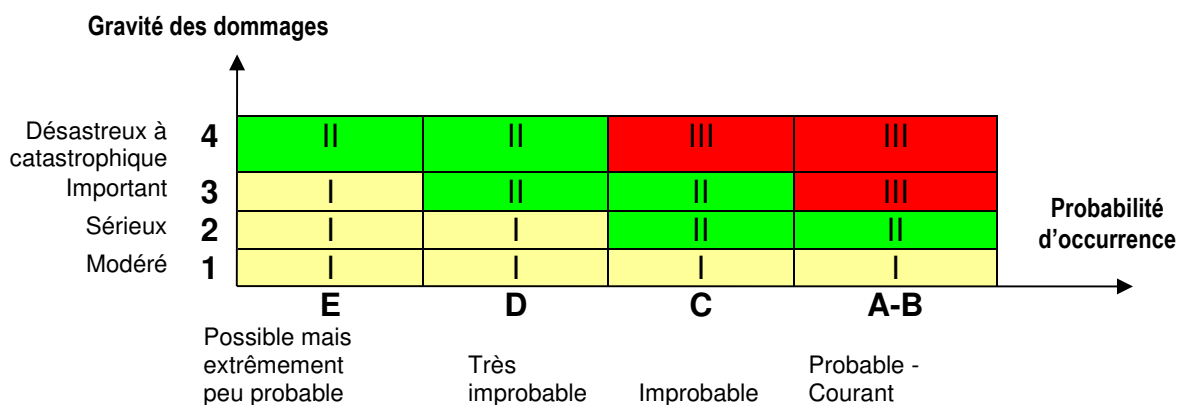 Gravité des dommages
Désastreux à
catastrophique
4 II II III III
Important 3 I II II III
Sérieux 2 I I II II
Modéré 1 I I I I
Probabilité
d'occurrence
E D C A-B
Possible mais
extrêmement
peu probable
Très
improbable
Improbable
Probable -
Courant